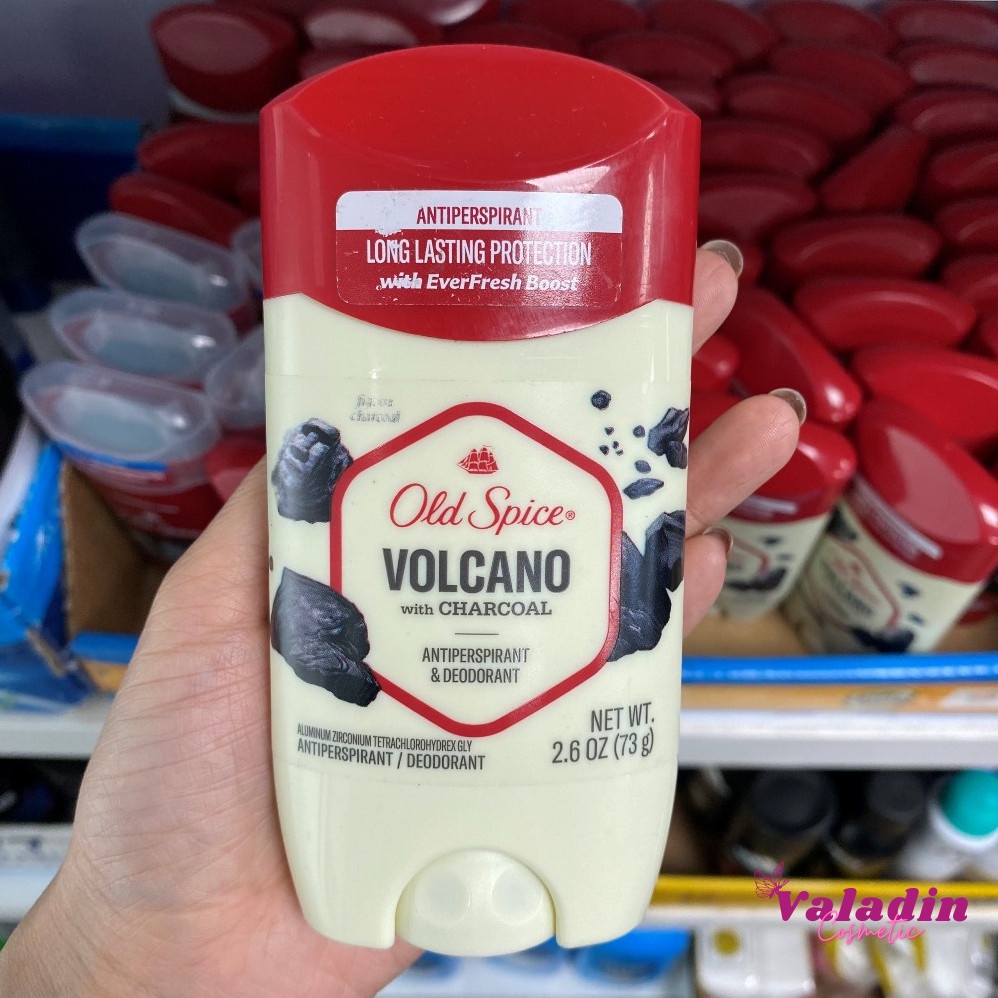 ANTIPERSPIRANT
LONG LASTING PROTECTION
with EverFresh Boost
charcoal
Old Spice®
VOLCANO
with CHARCOAL
ANTIPERSPIRANT
& DEODORANT
ALUMINUM ZIRCONIUM TETRACHLOROHYDREX GLY
ANTIPERSPIRANT / DEODORANT
NET WT.
2.6 OZ (73 g)
Valadin
Cosmetic